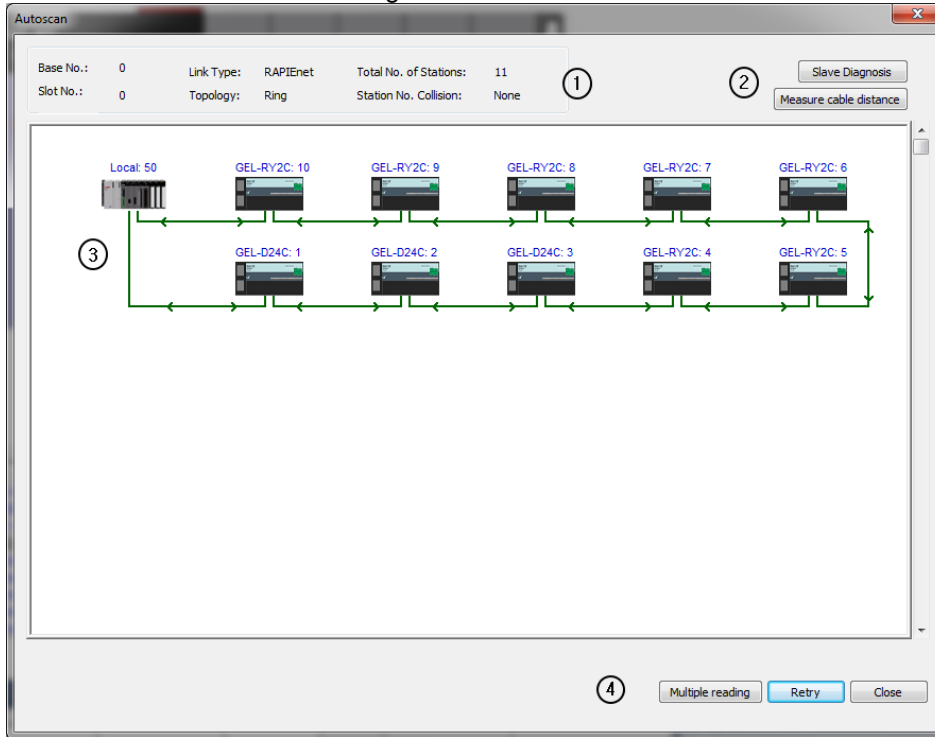 Autoscan
Base No.: 0 Link Type: RAPIEnet Total No. of Stations: 11 ① ② Slave Diagnosis
Slot No.: 0 Topology: Ring Station No. Collision: None Measure cable distance
Local: 50 GEL-RY2C: 10 GEL-RY2C: 9 GEL-RY2C: 8 GEL-RY2C: 7 GEL-RY2C: 6
③ GEL-D24C: 1 GEL-D24C: 2 GEL-D24C: 3 GEL-RY2C: 4 GEL-RY2C: 5
④ Multiple reading Retry Close